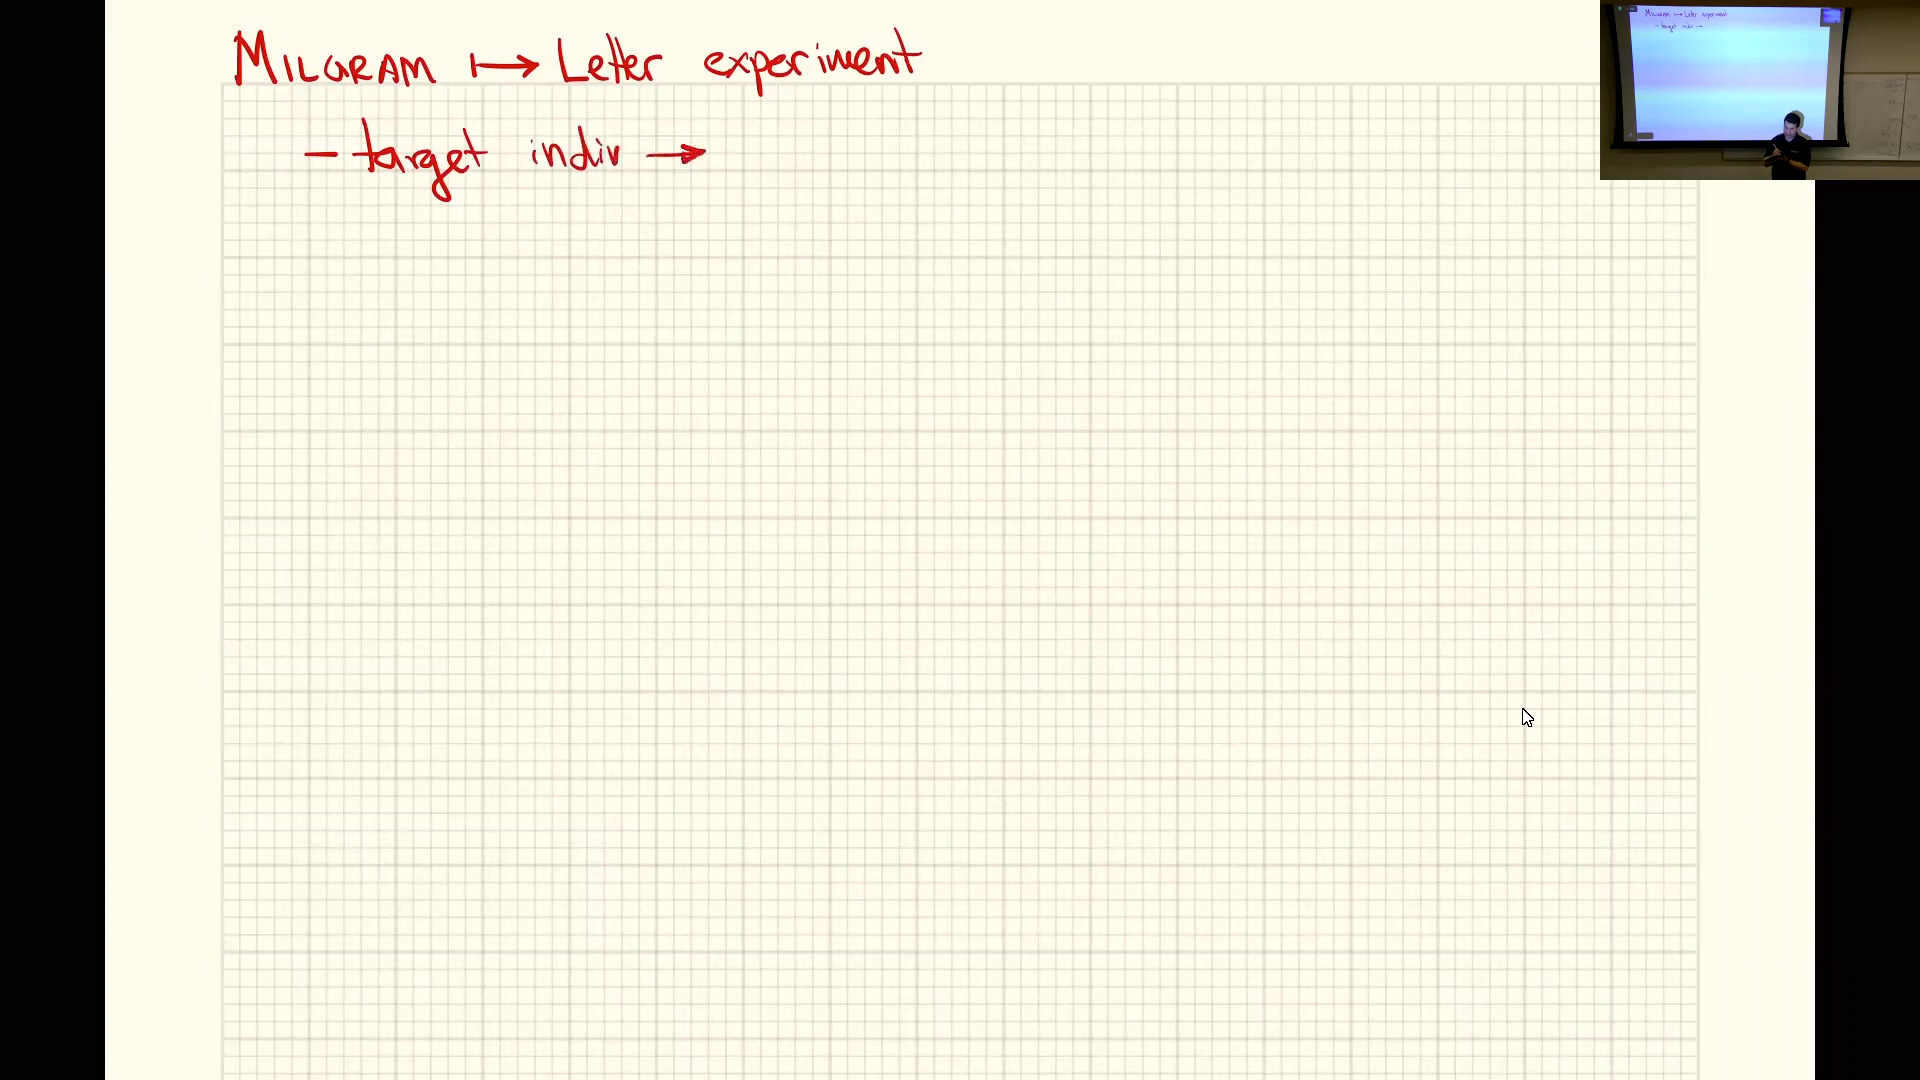 MILGRAM ↦ Letter experiment
- target indiv →